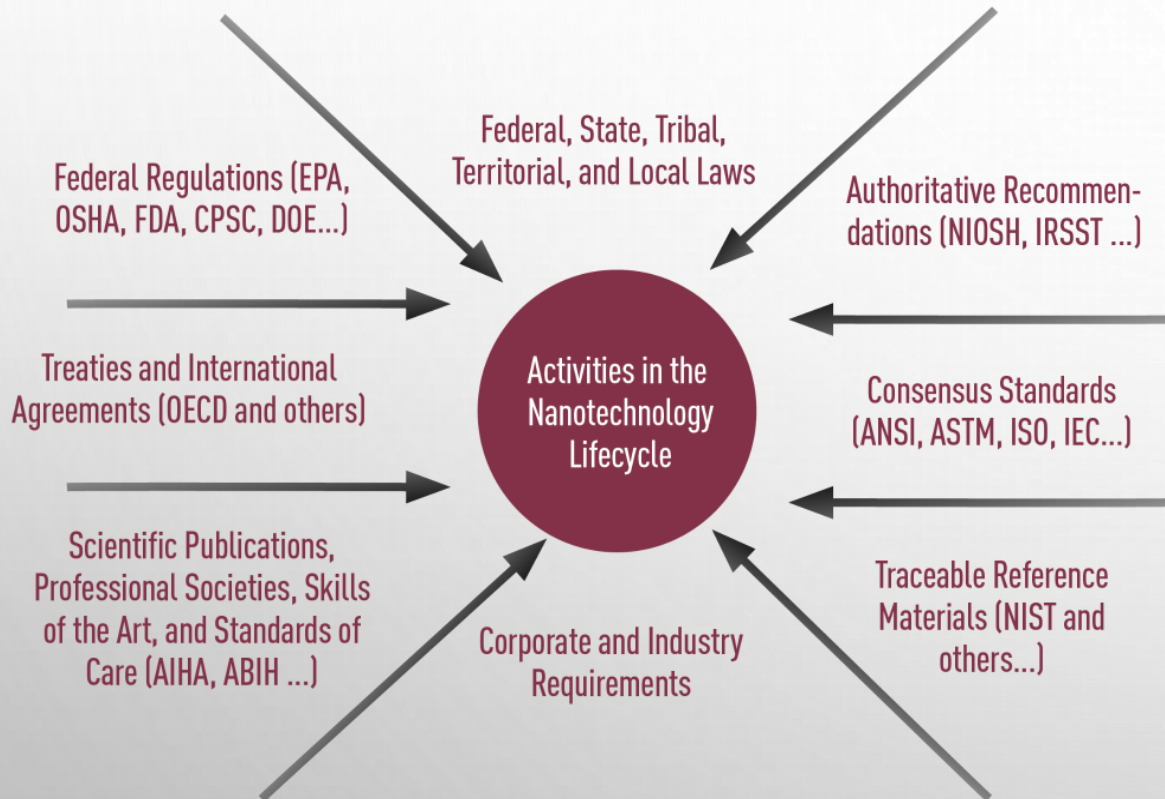 Federal, State, Tribal,
Territorial, and Local Laws
Federal Regulations (EPA,
OSHA, FDA, CPSC, DOE...)
Authoritative Recommen-
dations (NIOSH, IRSST ...)
Treaties and International
Agreements (OECD and others)
Activities in the
Nanotechnology
Lifecycle
Consensus Standards
(ANSI, ASTM, ISO, IEC...)
Scientific Publications,
Professional Societies, Skills
of the Art, and Standards of
Care (AIHA, ABIH ...)
Corporate and Industry
Requirements
Traceable Reference
Materials (NIST and
others...)